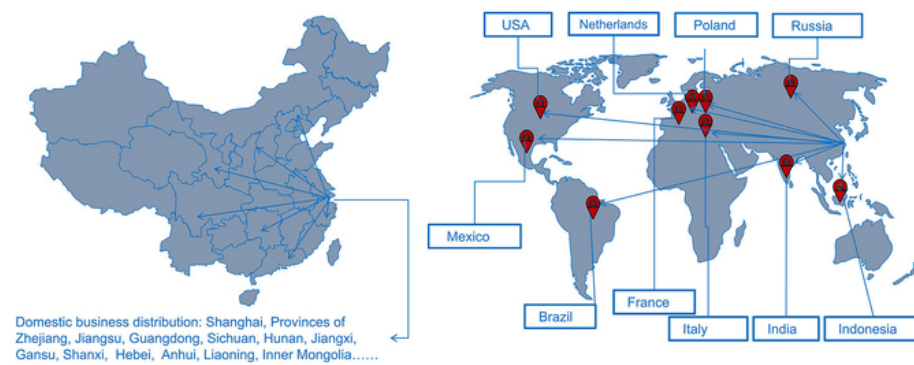 USA
Netherlands
Poland
Russia
Mexico
Brazil
France
Italy
India
Indonesia
Domestic business distribution: Shanghai, Provinces of
Zhejiang, Jiangsu, Guangdong, Sichuan, Hunan, Jiangxi,
Gansu, Shanxi, Hebei, Anhui, Liaoning, Inner Mongolia……